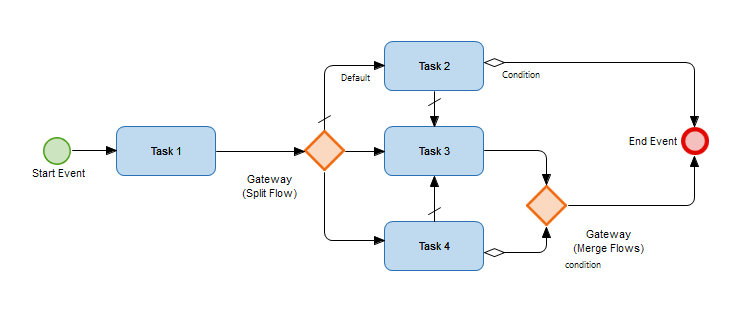 Task 2
Default
Condition
Start Event
Task 1
Gateway
(Split Flow)
Task 3
End Event
Task 4
Gateway
(Merge Flows)
condition